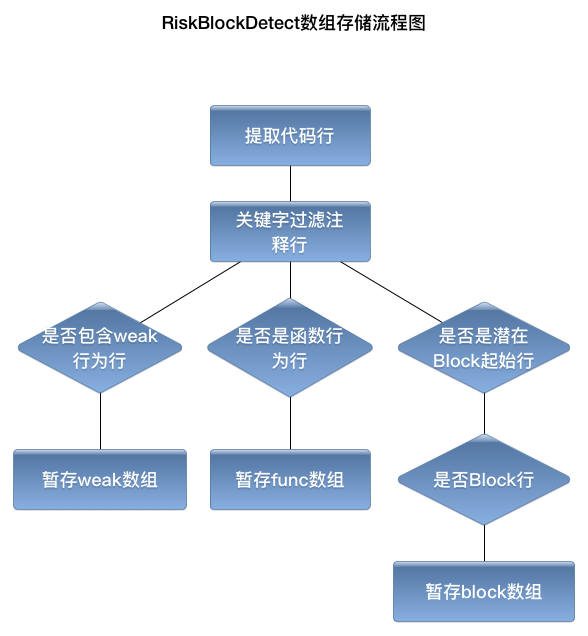 RiskBlockDetect数组存储流程图
提取代码行
关键字过滤注
释行
是否包含weak
行为行
是否是函数行
为行
是否是潜在
Block起始行
暂存weak数组
暂存func数组
是否Block行
暂存block数组